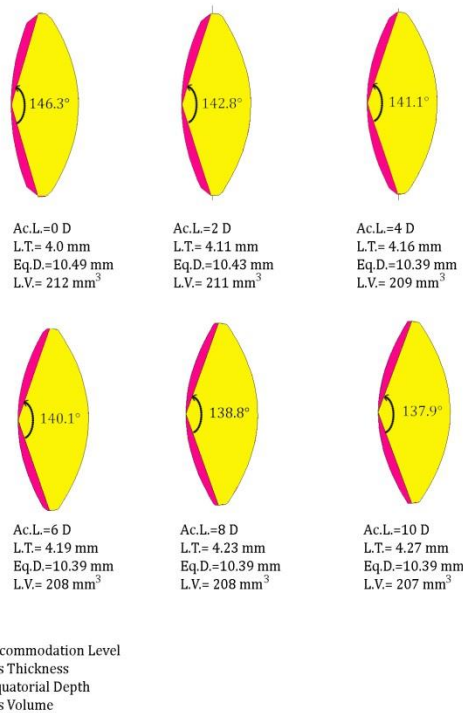 146.3° 142.8° 141.1°
Ac.L.=0 D Ac.L.=2 D Ac.L.=4 D
L.T.= 4.0 mm L.T.= 4.11 mm L.T.= 4.16 mm
Eq.D.=10.49 mm Eq.D.=10.43 mm Eq.D.=10.39 mm
L.V.= 212 mm³ L.V.= 211 mm³ L.V.= 209 mm³
140.1° 138.8° 137.9°
Ac.L.=6 D Ac.L.=8 D Ac.L.=10 D
L.T.= 4.19 mm L.T.= 4.23 mm L.T.= 4.27 mm
Eq.D.=10.39 mm Eq.D.=10.39 mm Eq.D.=10.39 mm
L.V.= 208 mm³ L.V.= 208 mm³ L.V.= 207 mm³
commodation Level
s Thickness
quatorial Depth
s Volume